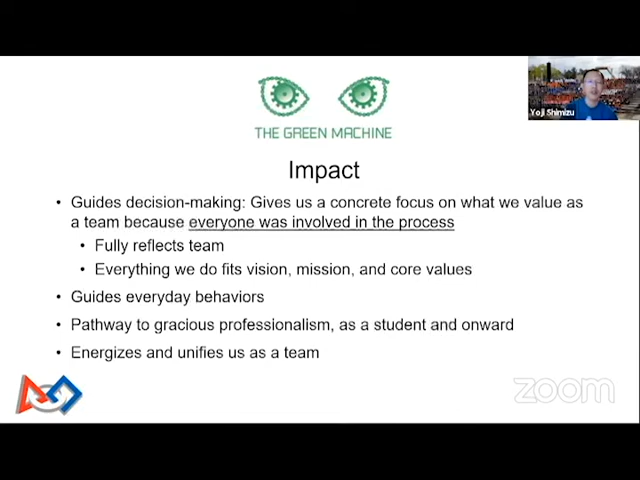 Yoji Shimizu
THE GREEN MACHINE
Impact
• Guides decision-making: Gives us a concrete focus on what we value as
a team because everyone was involved in the process
• Fully reflects team
• Everything we do fits vision, mission, and core values
• Guides everyday behaviors
• Pathway to gracious professionalism, as a student and onward
• Energizes and unifies us as a team
zoom